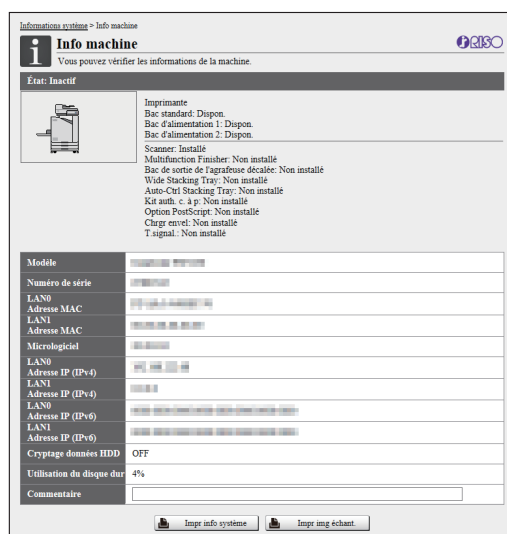 Informations système > Info machine
Info machine
RISO
Vous pouvez vérifier les informations de la machine.
État: Inactif
Imprimante
Bac standard: Dispon.
Bac d'alimentation 1: Dispon.
Bac d'alimentation 2: Dispon.
Scanner: Installé
Multifunction Finisher: Non installé
Bac de sortie de l'agrafeuse décalée: Non installé
Wide Stacking Tray: Non installé
Auto-Ctrl Stacking Tray: Non installé
Kit auth. c. à p: Non installé
Option PostScript: Non installé
Chrgr envel: Non installé
T.signal.: Non installé
Modèle
Numéro de série
LAN0
Adresse MAC
LAN1
Adresse MAC
Micrologiciel
LAN0
Adresse IP (IPv4)
LAN1
Adresse IP (IPv4)
LAN0
Adresse IP (IPv6)
LAN1
Adresse IP (IPv6)
Cryptage données HDD OFF
Utilisation du disque dur 4%
Commentaire
Impr info système Impr img échant.